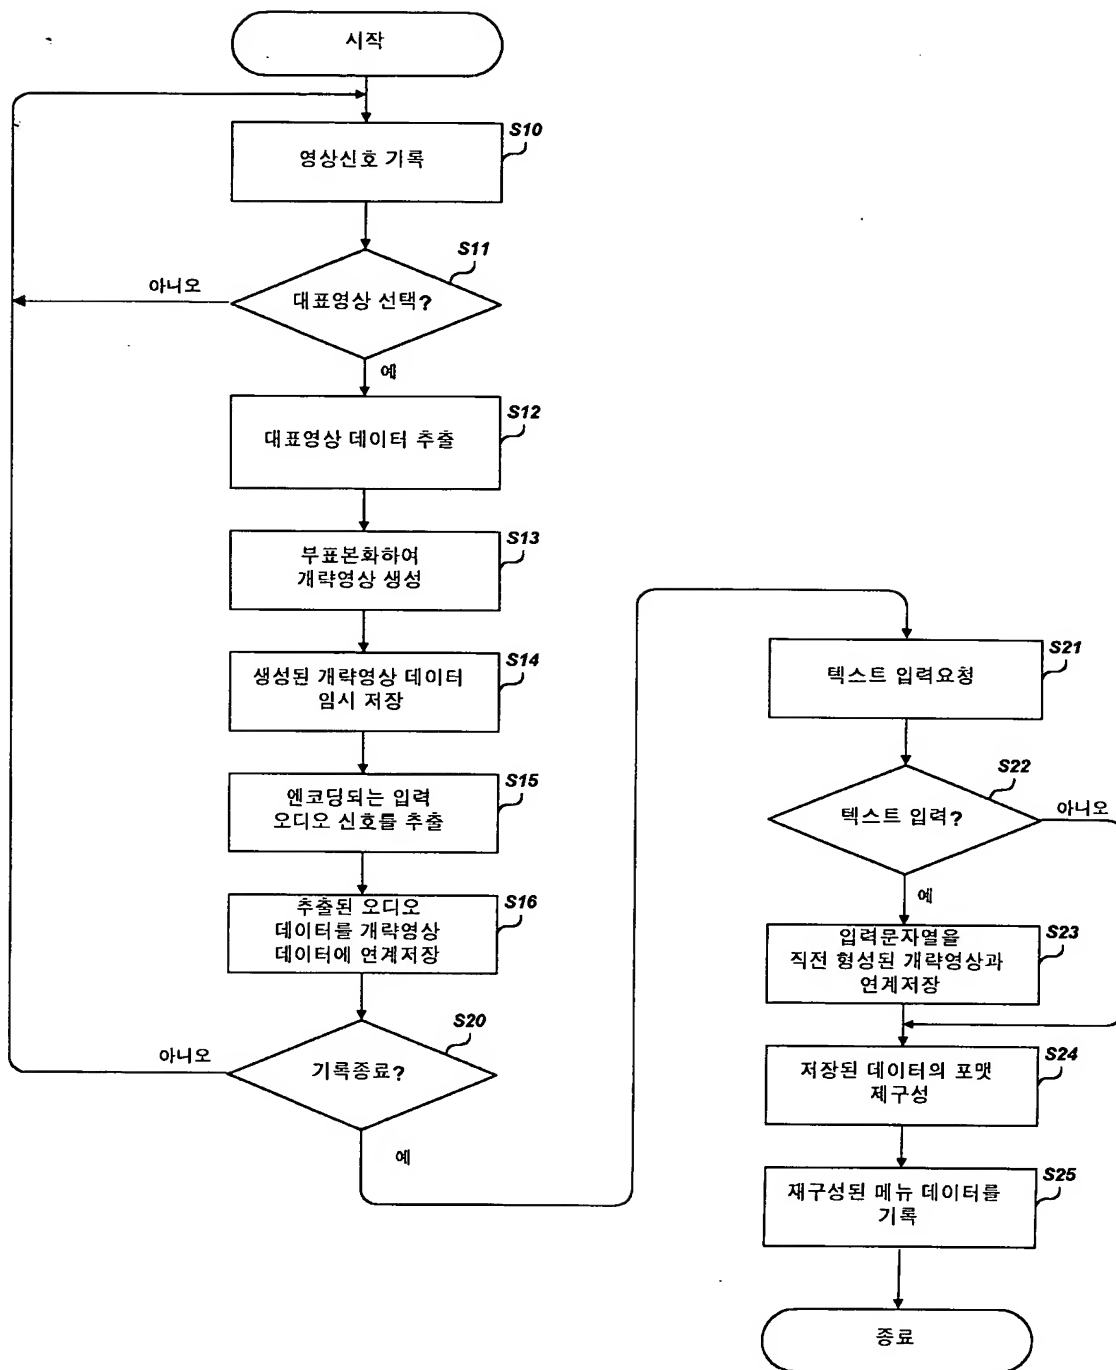 시작
S10
영상신호 기록
S11
아니오
대표영상 선택?
예
S12
대표영상 데이터 추출
S13
부표본화하여
개략영상 생성
S14
생성된 개략영상 데이터
임시 저장
S15
엔코딩되는 입력
오디오 신호를 추출
S16
추출된 오디오
데이터를 개략영상
데이터에 연계저장
S20
아니오
기록종료?
예
S21
텍스트 입력요청
S22
텍스트 입력?
아니오
예
S23
입력문자열을
직전 형성된 개략영상과
연계저장
S24
저장된 데이터의 포맷
제구성
S25
재구성된 메뉴 데이터를
기록
종료